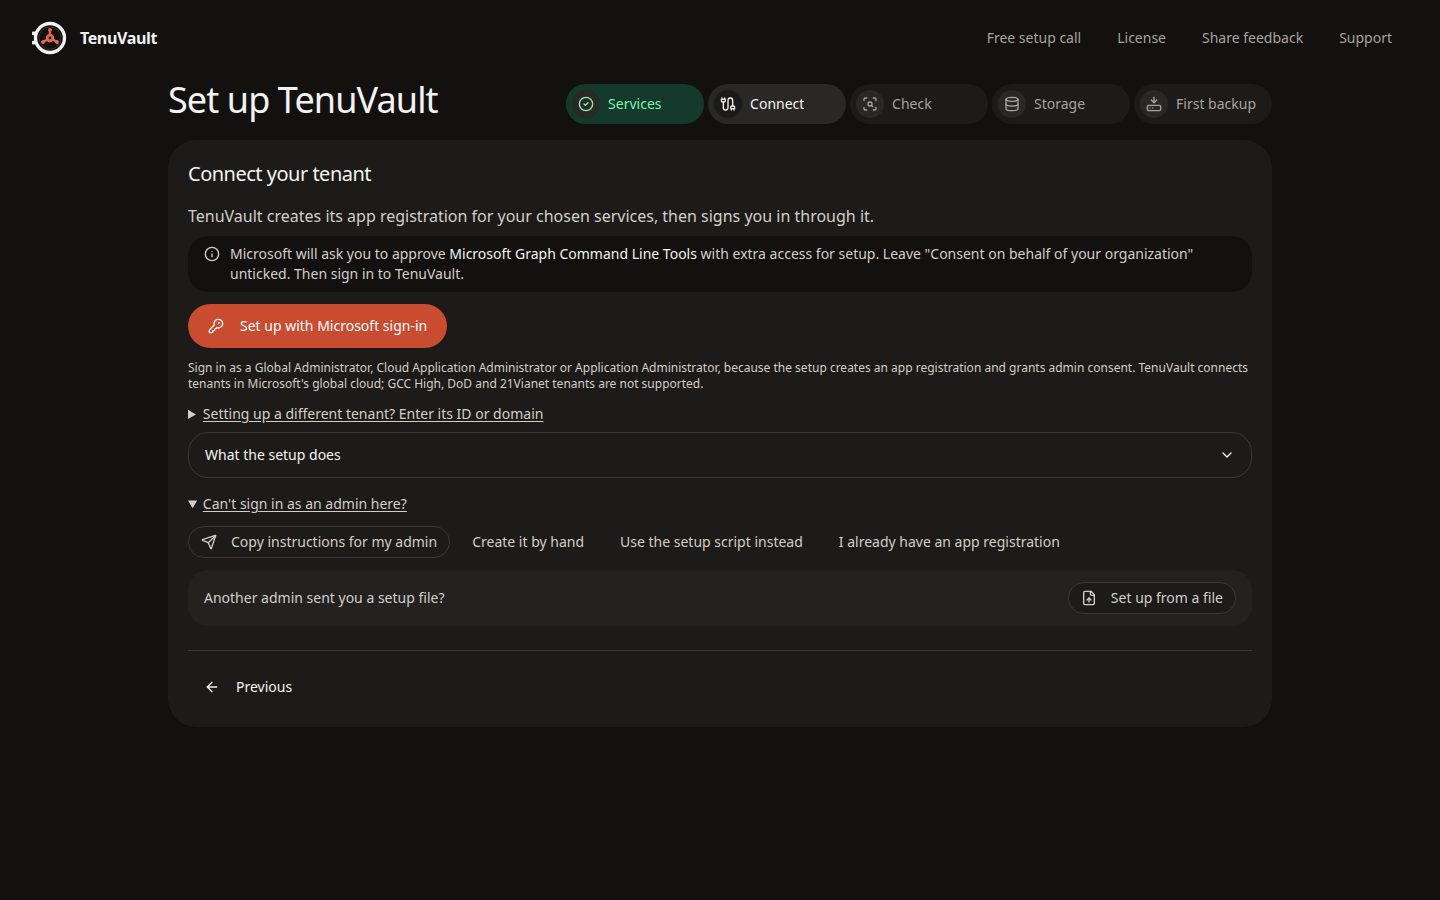 TenuVault
Free setup call
License
Share feedback
Support
Set up TenuVault
Services
Connect
Check
Storage
First backup
Connect your tenant
TenuVault creates its app registration for your chosen services, then signs you in through it.
Microsoft will ask you to approve Microsoft Graph Command Line Tools with extra access for setup. Leave "Consent on behalf of your organization"
unticked. Then sign in to TenuVault.
Set up with Microsoft sign-in
Sign in as a Global Administrator, Cloud Application Administrator or Application Administrator, because the setup creates an app registration and grants admin consent. TenuVault connects
tenants in Microsoft's global cloud; GCC High, DoD and 21Vianet tenants are not supported.
Setting up a different tenant? Enter its ID or domain
What the setup does
Can't sign in as an admin here?
Copy instructions for my admin
Create it by hand
Use the setup script instead
I already have an app registration
Another admin sent you a setup file?
Set up from a file
Previous